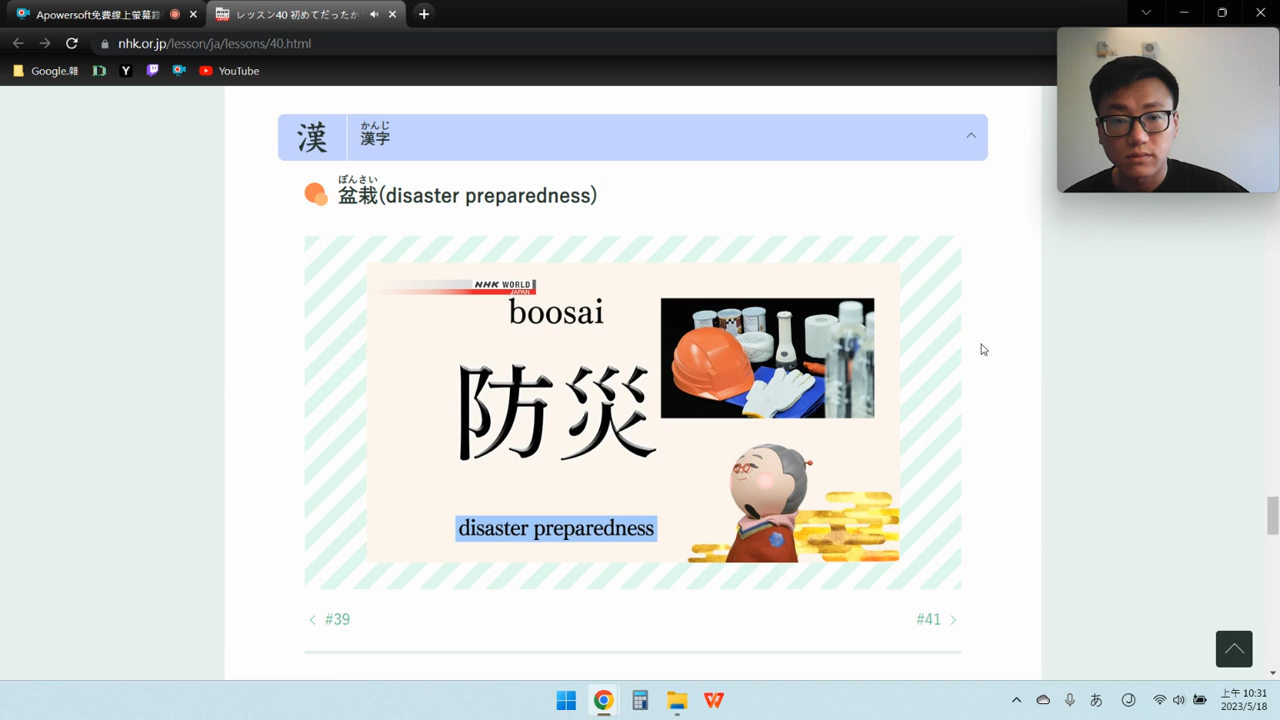 Apowersoft免費線上螢幕錄
レッスン40 初めてだったか
nhk.or.jp/lesson/ja/lessons/40.html
Google.雜
YouTube
漢
かんじ
漢字
ぼんさい
盆栽(disaster preparedness)
NHK WORLD
JAPAN
boosai
防災
disaster preparedness
#39
#41
あ
上午 10:31
2023/5/18